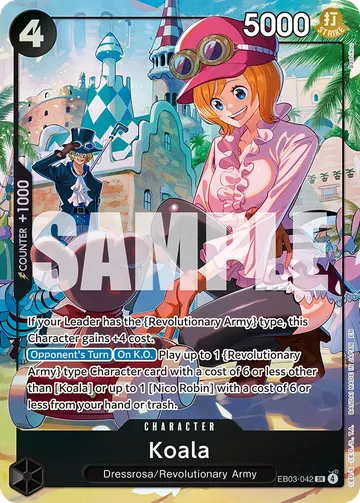 4
5000
打
STRIKE
COUNTER +1000
SAMPLE
If your Leader has the {Revolutionary Army} type, this
Character gains +4 cost.
Opponent's Turn On K.O. Play up to 1 {Revolutionary
Army} type Character card with a cost of 6 or less other
than [Koala] or up to 1 [Nico Robin] with a cost of 6 or
less from your hand or trash.
CHARACTER
Koala
Dressrosa/Revolutionary Army
EB03-042 SR 4